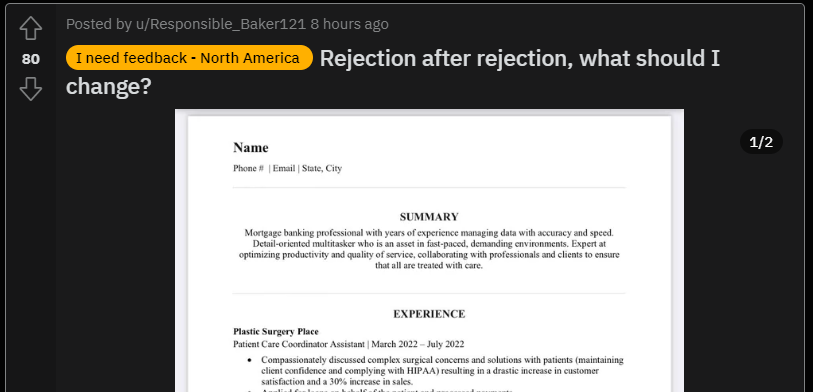 Posted by u/Responsible_Baker121 8 hours ago
80
I need feedback - North America Rejection after rejection, what should I
change?
1/2
Name
Phone # | Email | State, City
SUMMARY
Mortgage banking professional with years of experience managing data with accuracy and speed.
Detail-oriented multitasker who is an asset in fast-paced, demanding environments. Expert at
optimizing productivity and quality of service, collaborating with professionals and clients to ensure
that all are treated with care.
EXPERIENCE
Plastic Surgery Place
Patient Care Coordinator Assistant | March 2022 – July 2022
• Compassionately discussed complex surgical concerns and solutions with patients (maintaining
client confidence and complying with HIPAA) resulting in a drastic increase in customer
satisfaction and a 30% increase in sales.